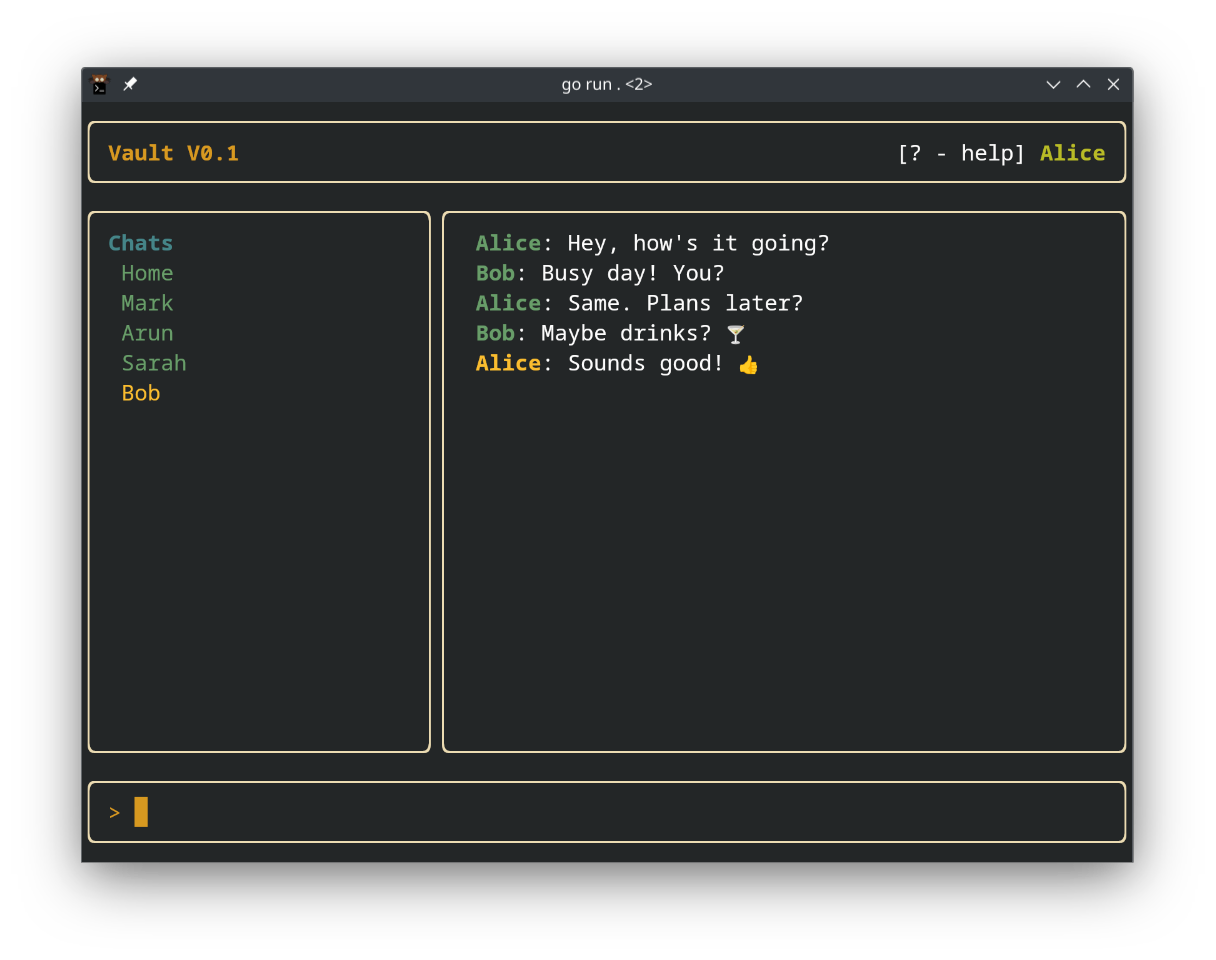 go run . <2>
Vault V0.1 [? - help] Alice
Chats
Home
Mark
Arun
Sarah
Bob
Alice: Hey, how's it going?
Bob: Busy day! You?
Alice: Same. Plans later?
Bob: Maybe drinks? 🍸
Alice: Sounds good! 👍
>